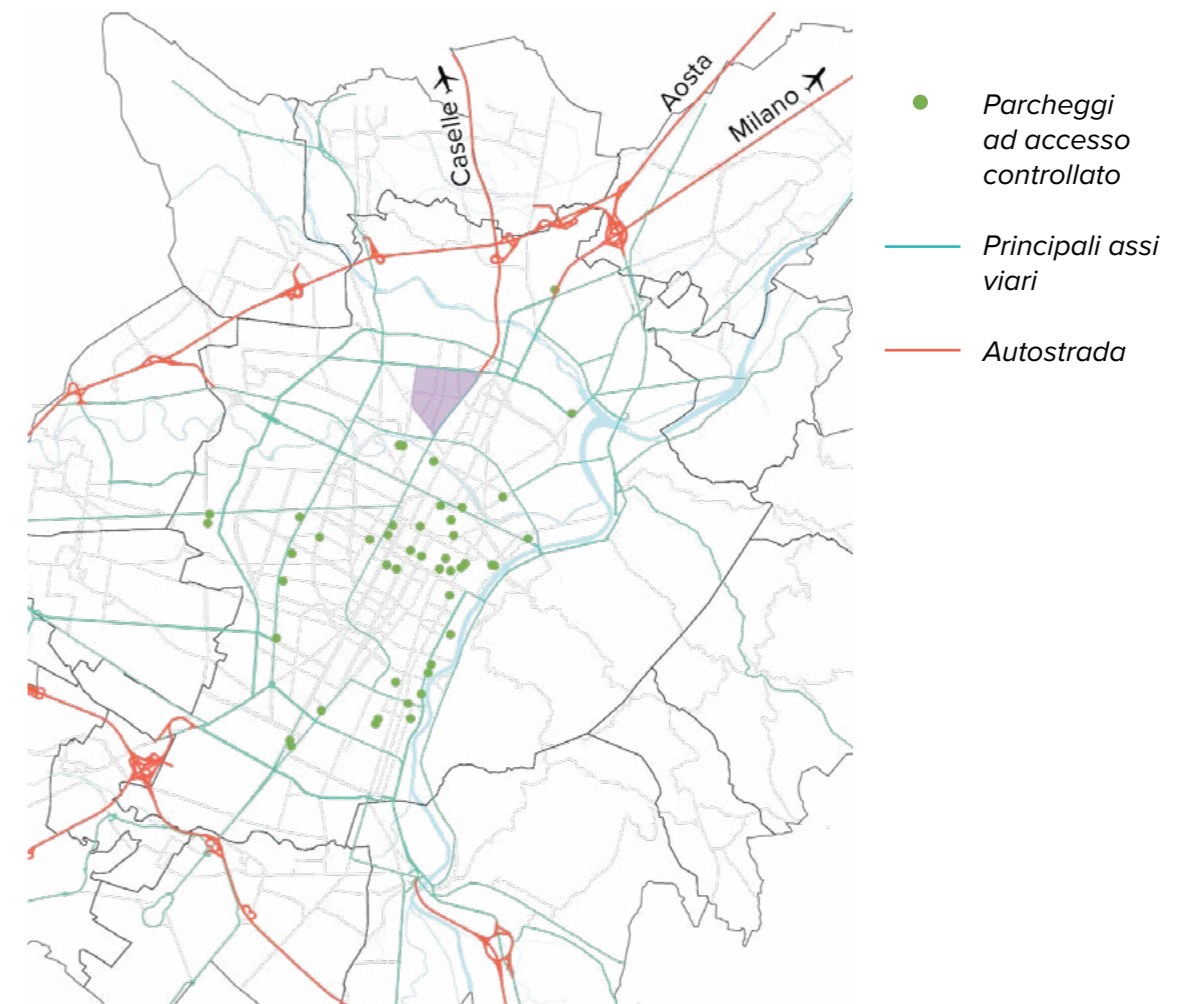 Caselle
Aosta
Milano
Parcheggi
ad accesso
controllato
Principali assi
viari
Autostrada